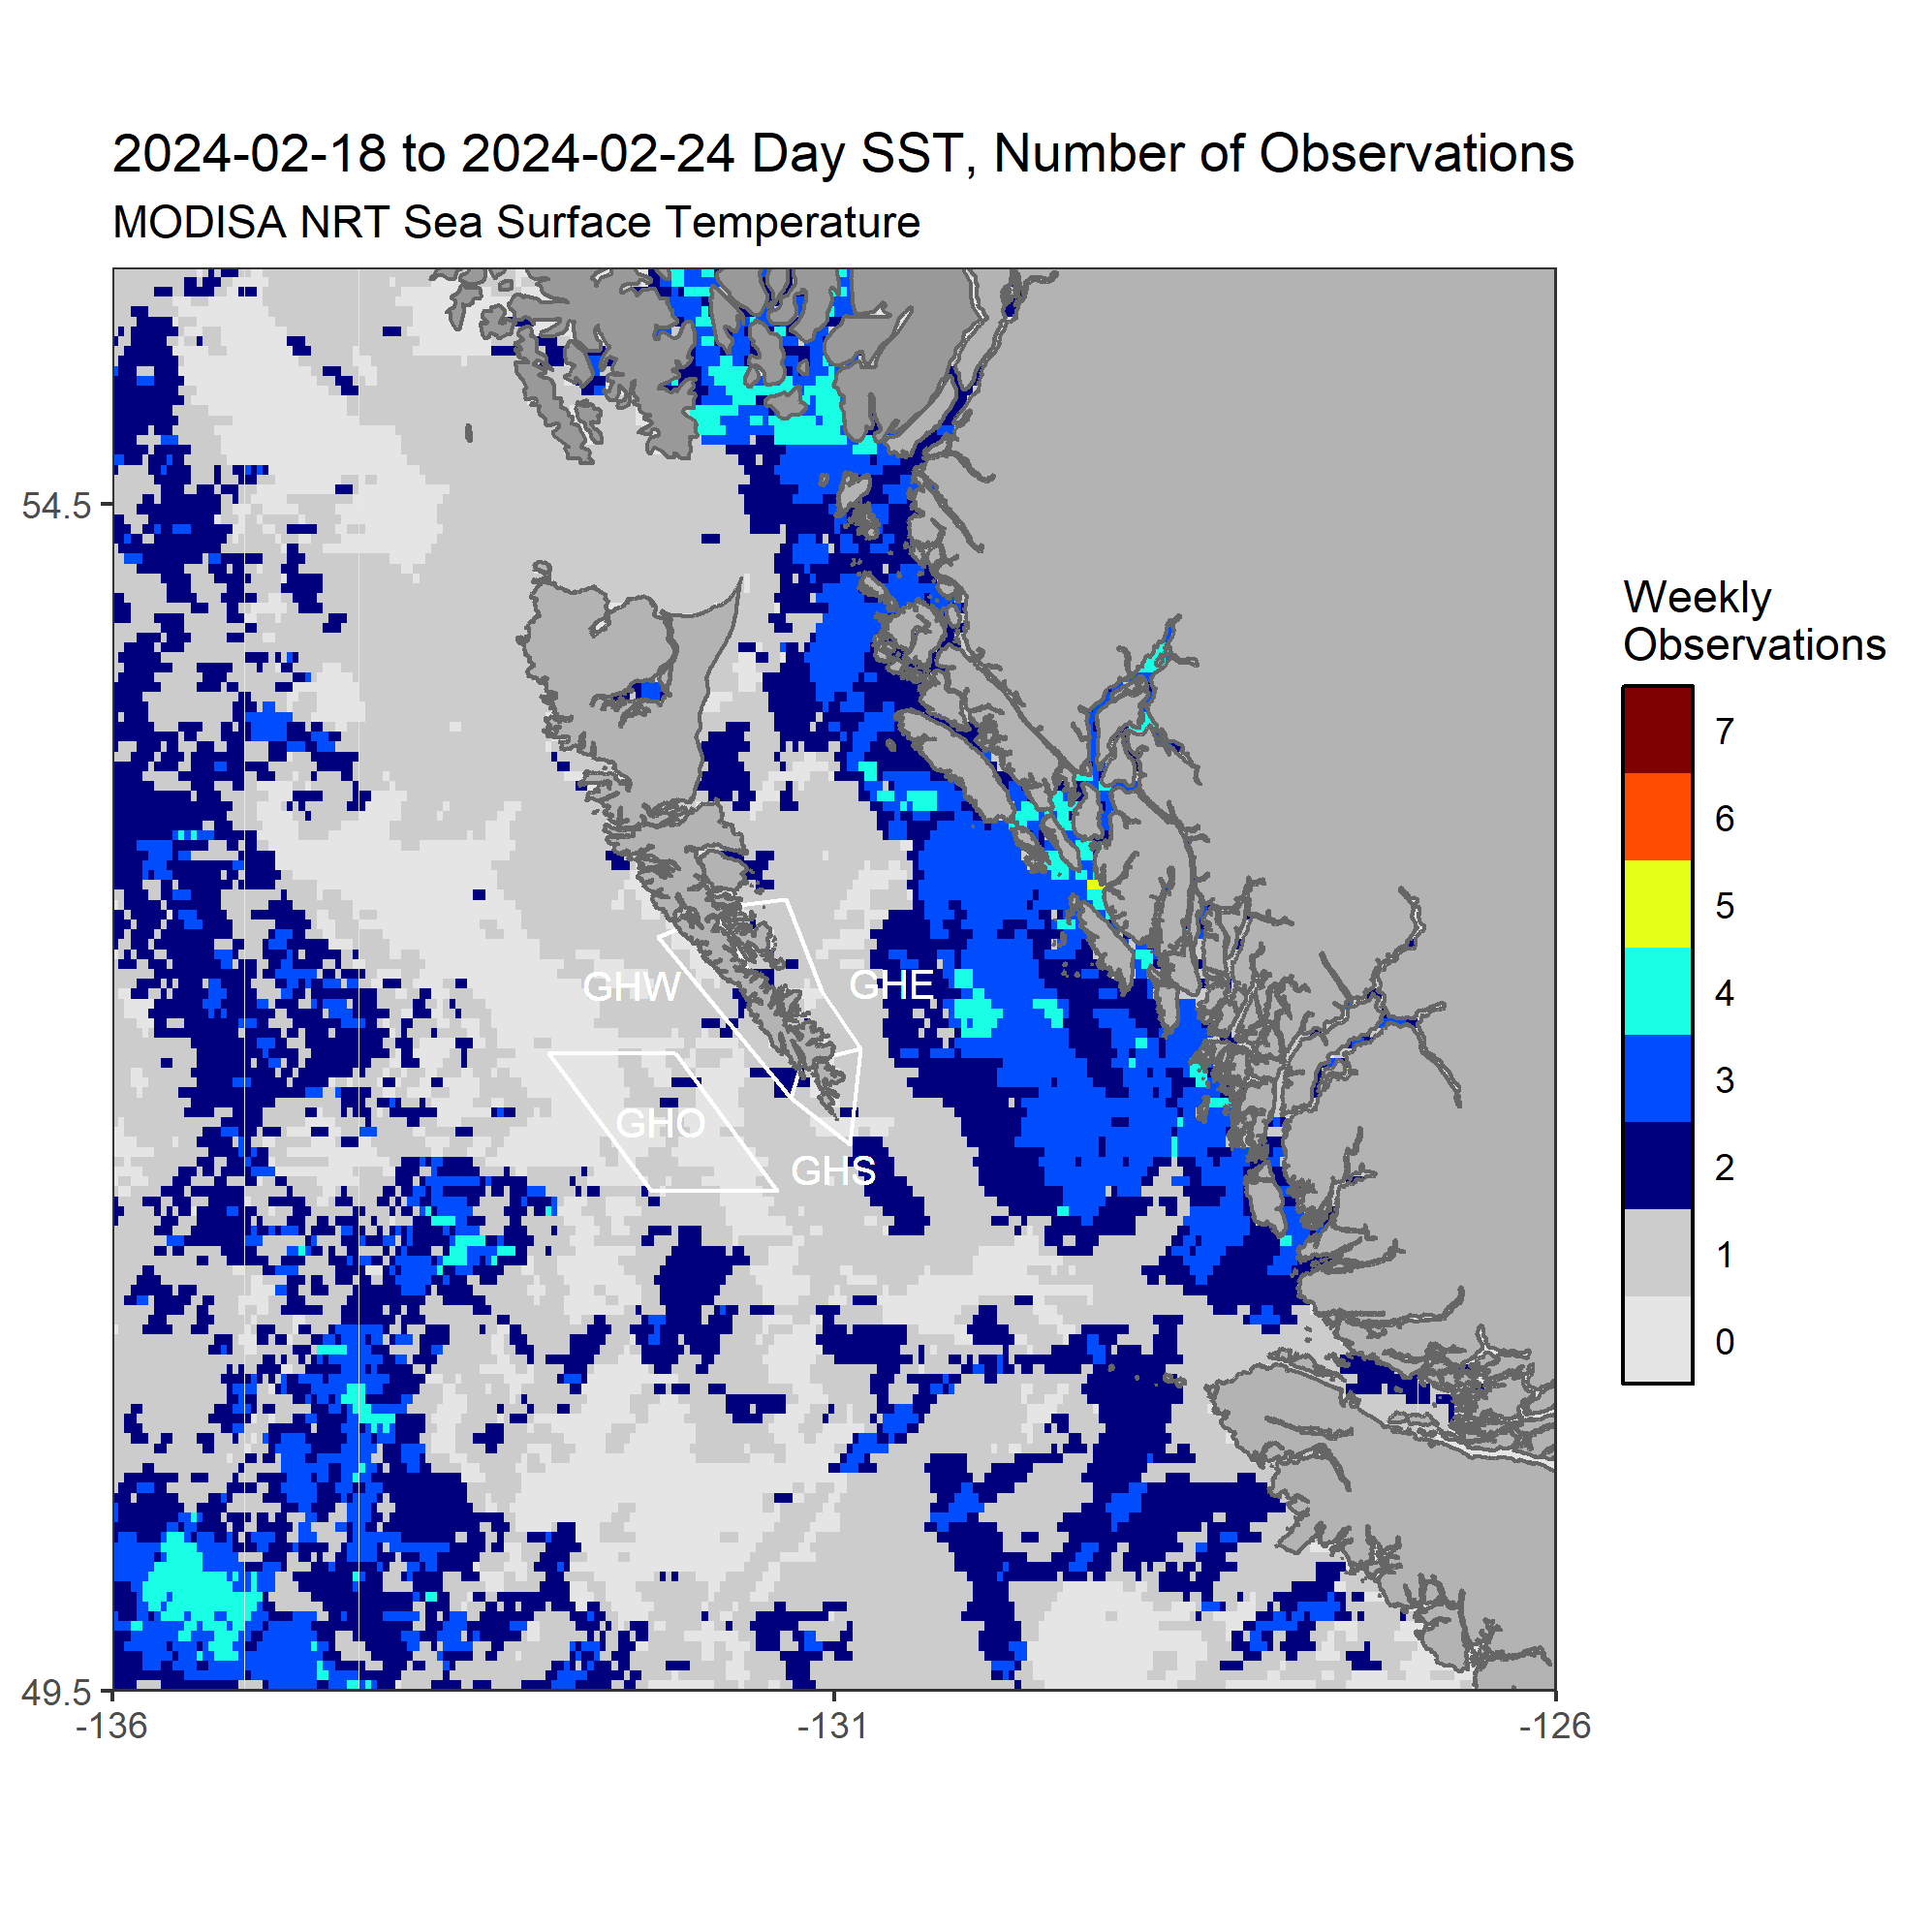 2024-02-18 to 2024-02-24 Day SST, Number of Observations
MODISA NRT Sea Surface Temperature
54.5
49.5
-136
-131
-126
GHW
GHE
GHO
GHS
Weekly
Observations
7
6
5
4
3
2
1
0